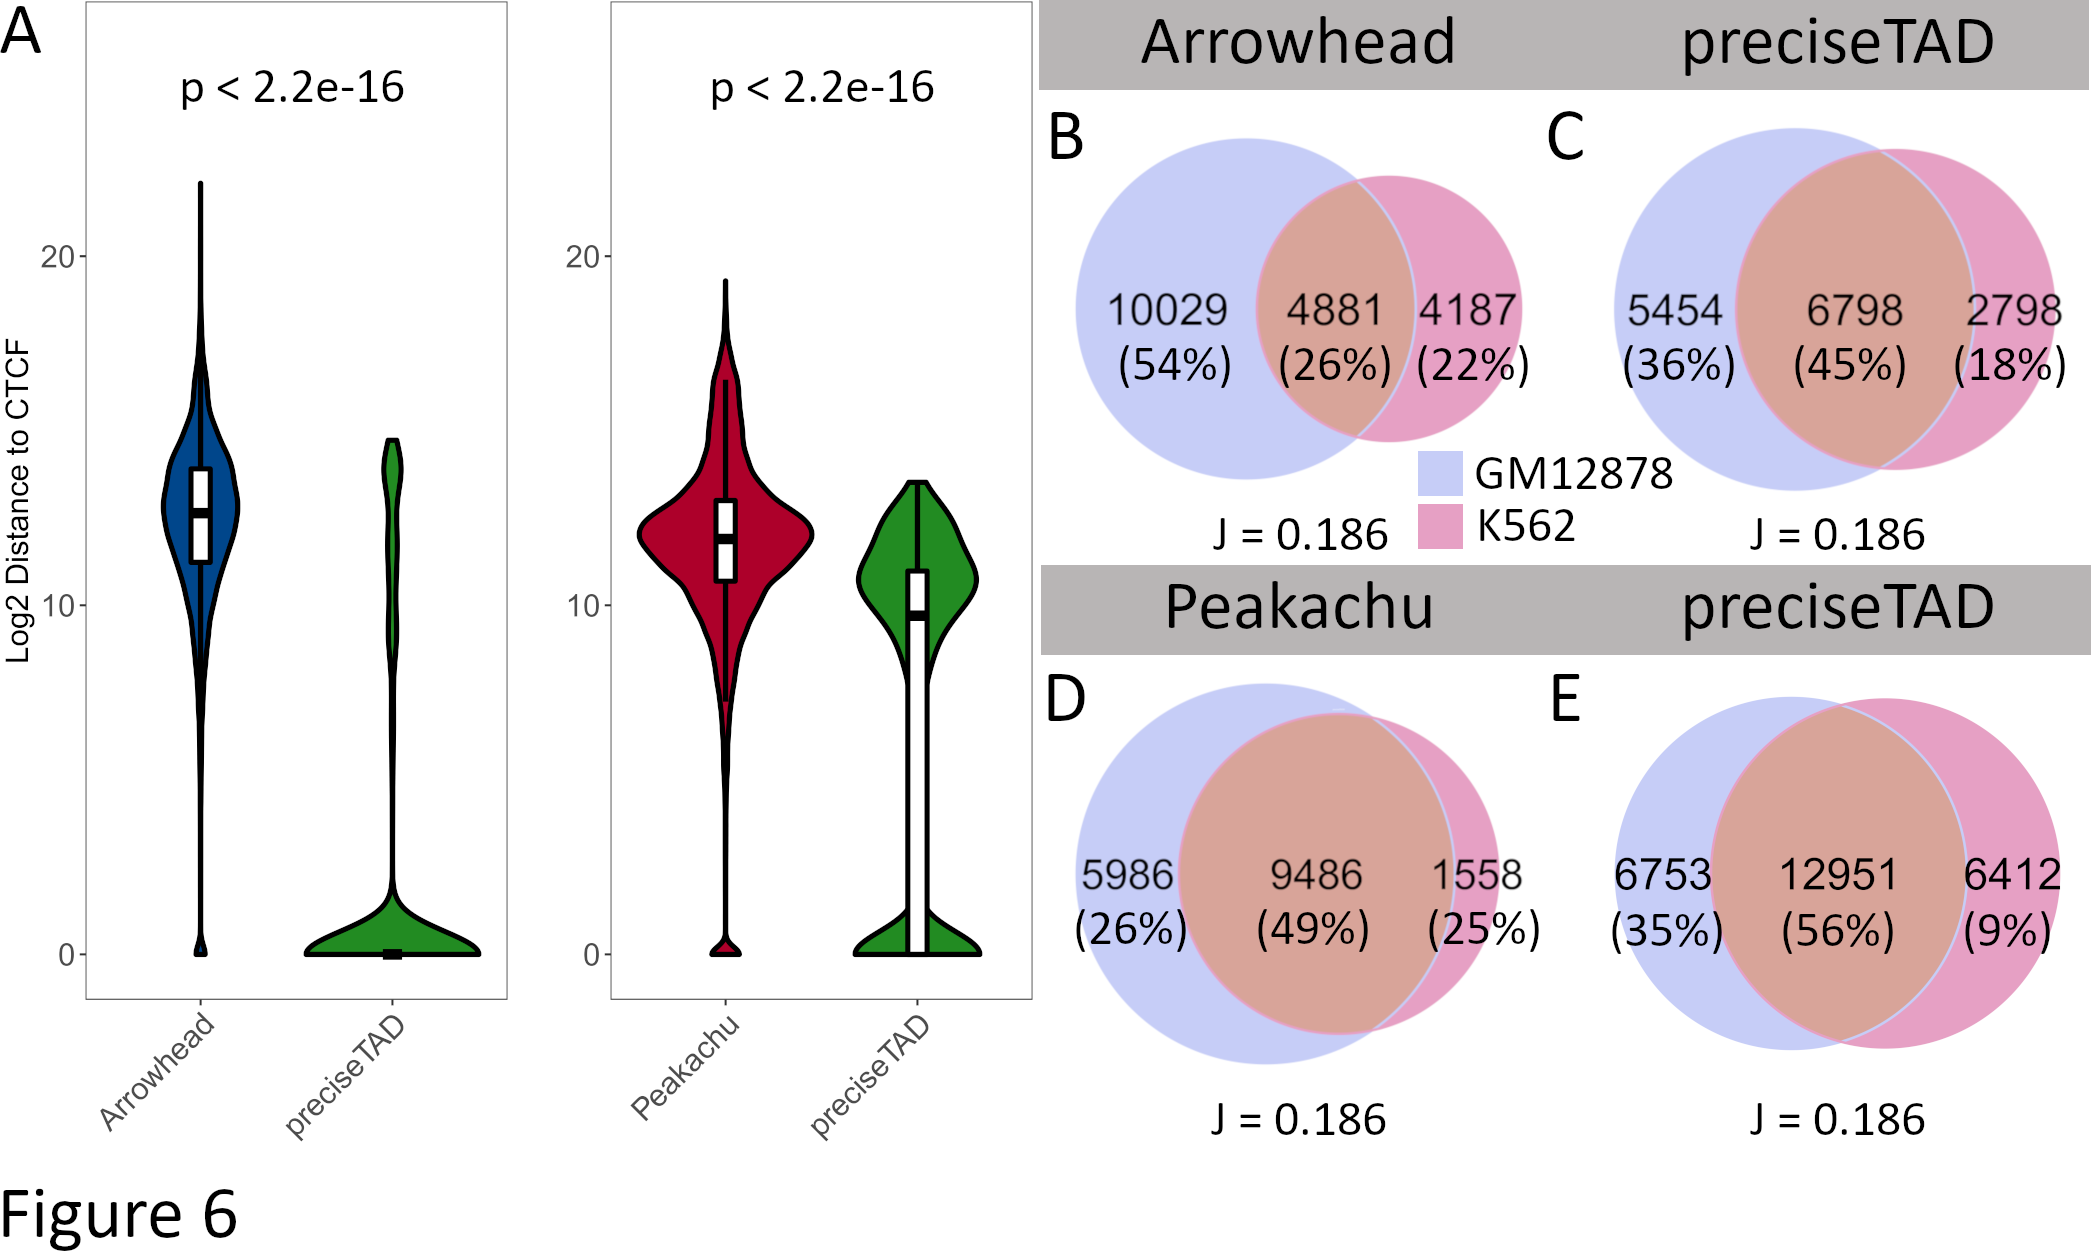 A
p < 2.2e-16
p < 2.2e-16
Log2 Distance to CTCF
20
10
0
20
10
0
Arrowhead
preciseTAD
Peakachu
preciseTAD
Arrowhead
preciseTAD
B
C
10029
4881
4187
(54%)
(26%)
(22%)
5454
6798
2798
(36%)
(45%)
(18%)
GM12878
K562
J = 0.186
J = 0.186
Peakachu
preciseTAD
D
E
5986
9486
1558
(26%)
(49%)
(25%)
6753
12951
6412
(35%)
(56%)
(9%)
J = 0.186
J = 0.186
Figure 6